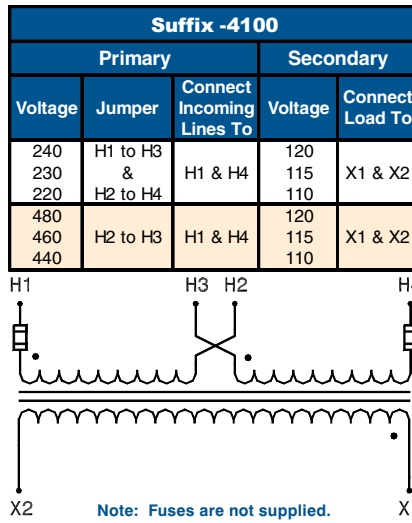 Suffix -4100
Primary Secondary
Voltage Jumper Connect Incoming Lines To Voltage Connect Load To
240 H1 to H3 120
230 & H1 & H4 115 X1 & X2
220 H2 to H4 110
480 120
460 H2 to H3 H1 & H4 115 X1 & X2
440 110
H1 H3 H2 H4
X2 Note: Fuses are not supplied. X